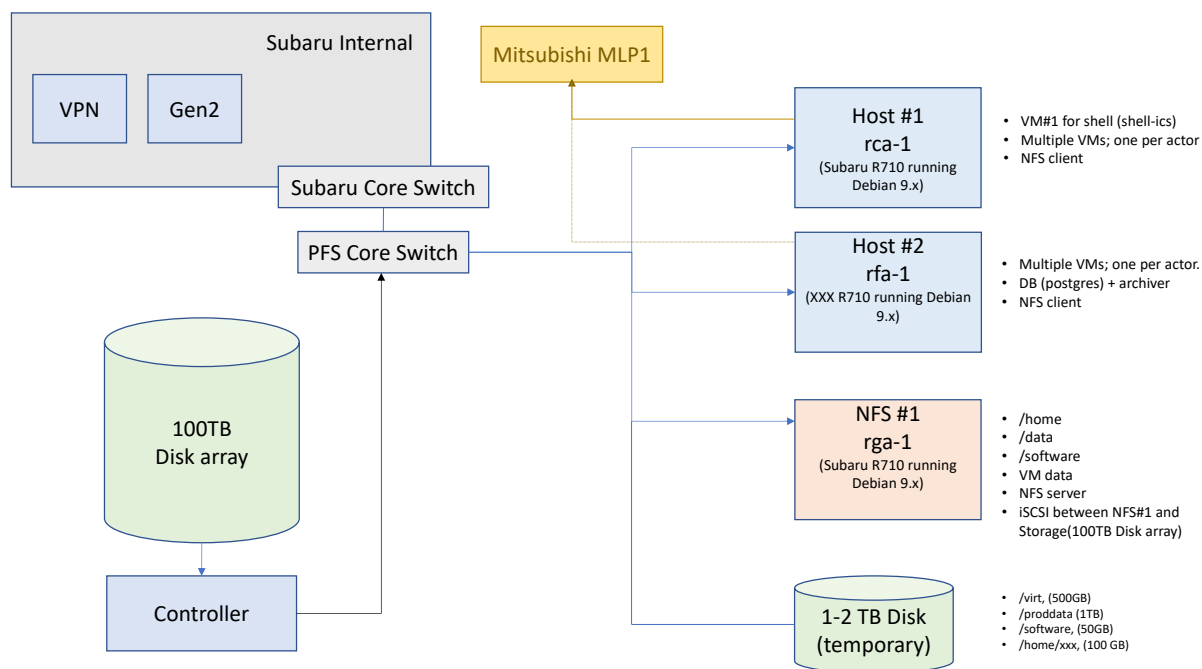 Subaru Internal
VPN
Gen2
Subaru Core Switch
PFS Core Switch
Mitsubishi MLP1
Host #1
rca-1
(Subaru R710 running
Debian 9.x)
• VM#1 for shell (shell-ics)
• Multiple VMs; one per actor
• NFS client
Host #2
rfa-1
(XXX R710 running Debian
9.x)
• Multiple VMs; one per actor.
• DB (postgres) + archiver
• NFS client
100TB
Disk array
Controller
NFS #1
rga-1
(Subaru R710 running
Debian 9.x)
• /home
• /data
• /software
• VM data
• NFS server
• iSCSI between NFS#1 and
Storage(100TB Disk array)
1-2 TB Disk
(temporary)
• /virt, (500GB)
• /proddata (1TB)
• /software, (50GB)
• /home/xxx, (100 GB)